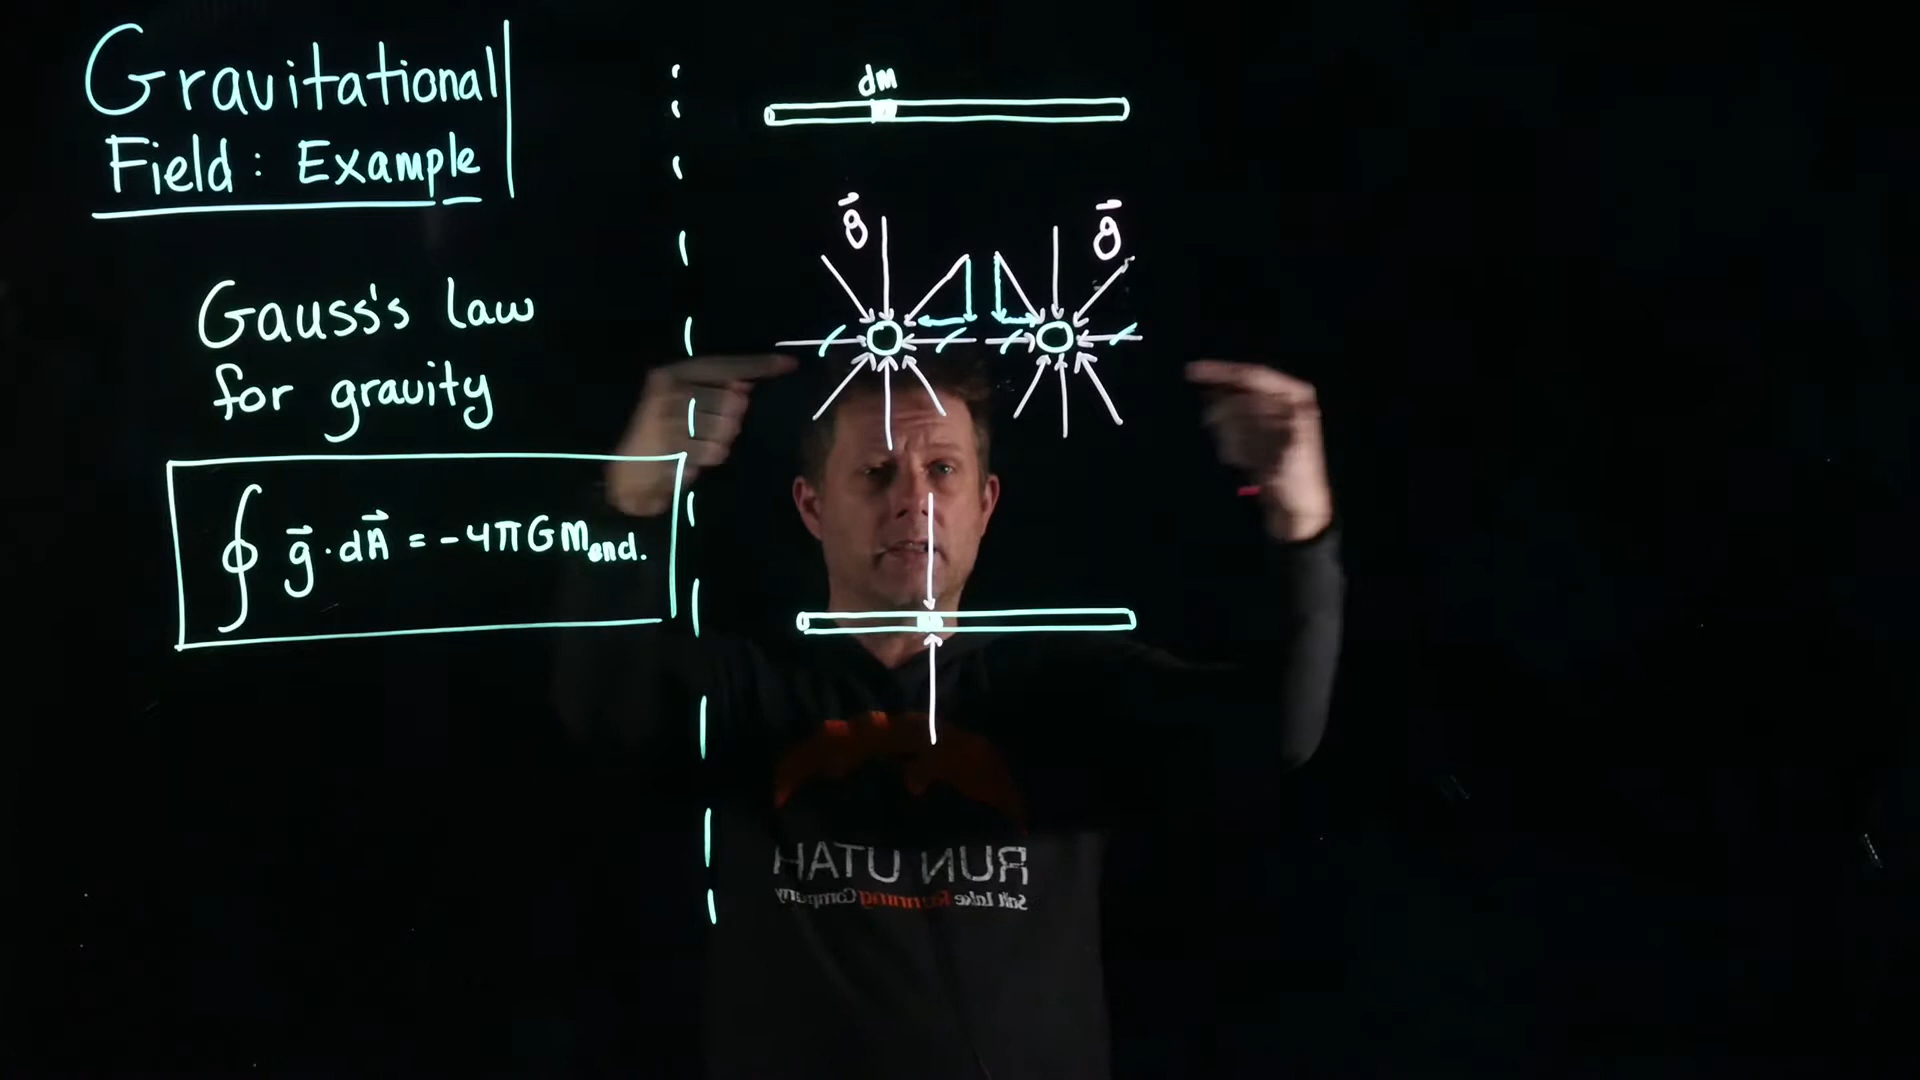 Gravitational
Field: Example
Gauss's law
for gravity
∮ g⃗ · dA⃗ = -4πGMencl.
dM
g⃗
g⃗
RUN UTAH
Salt Lake Running Company